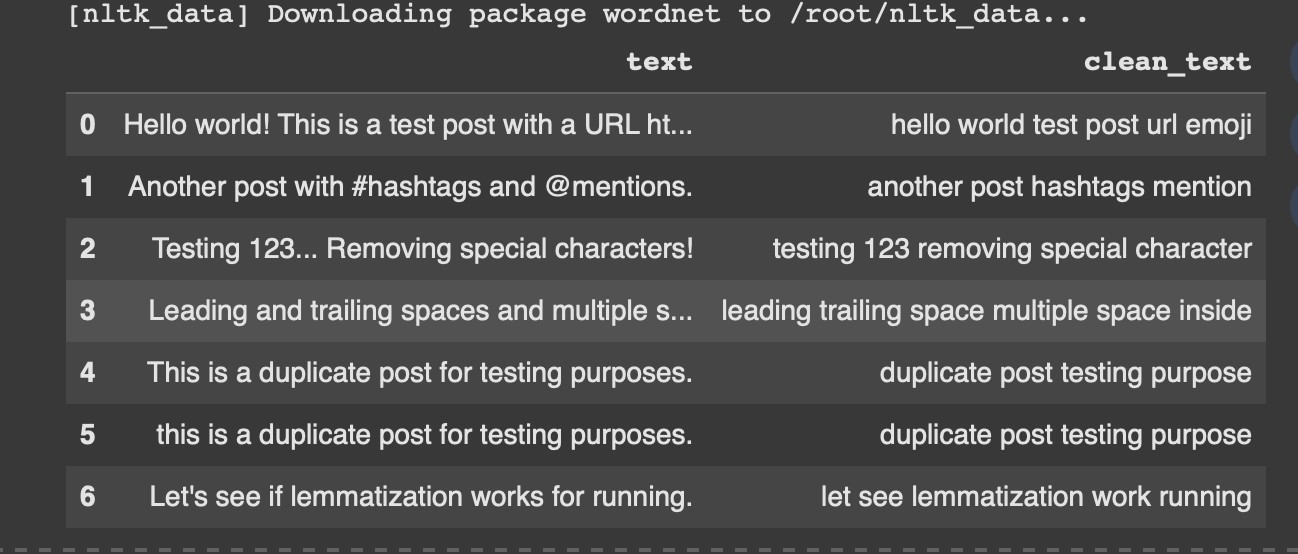 [nltk_data] Downloading package wordnet to /root/nltk_data...
text clean_text
0 Hello world! This is a test post with a URL ht... hello world test post url emoji
1 Another post with #hashtags and @mentions. another post hashtags mention
2 Testing 123... Removing special characters! testing 123 removing special character
3 Leading and trailing spaces and multiple s... leading trailing space multiple space inside
4 This is a duplicate post for testing purposes. duplicate post testing purpose
5 this is a duplicate post for testing purposes. duplicate post testing purpose
6 Let's see if lemmatization works for running. let see lemmatization work running